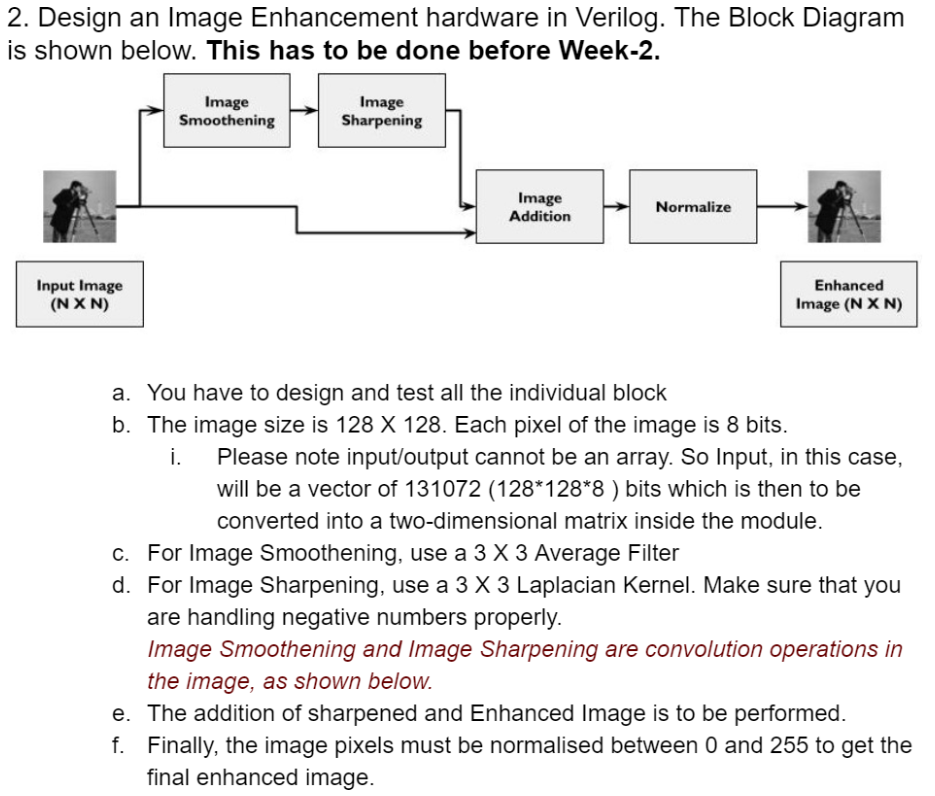 2. Design an Image Enhancement hardware in Verilog. The Block Diagram
is shown below. This has to be done before Week-2.
Image
Smoothening
Image
Sharpening
Image
Addition
Normalize
Input Image
(N X N)
Enhanced
Image (N X N)
a. You have to design and test all the individual block
b. The image size is 128 X 128. Each pixel of the image is 8 bits.
i. Please note input/output cannot be an array. So Input, in this case,
will be a vector of 131072 (128*128*8 ) bits which is then to be
converted into a two-dimensional matrix inside the module.
c. For Image Smoothening, use a 3 X 3 Average Filter
d. For Image Sharpening, use a 3 X 3 Laplacian Kernel. Make sure that you
are handling negative numbers properly.
Image Smoothening and Image Sharpening are convolution operations in
the image, as shown below.
e. The addition of sharpened and Enhanced Image is to be performed.
f. Finally, the image pixels must be normalised between 0 and 255 to get the
final enhanced image.